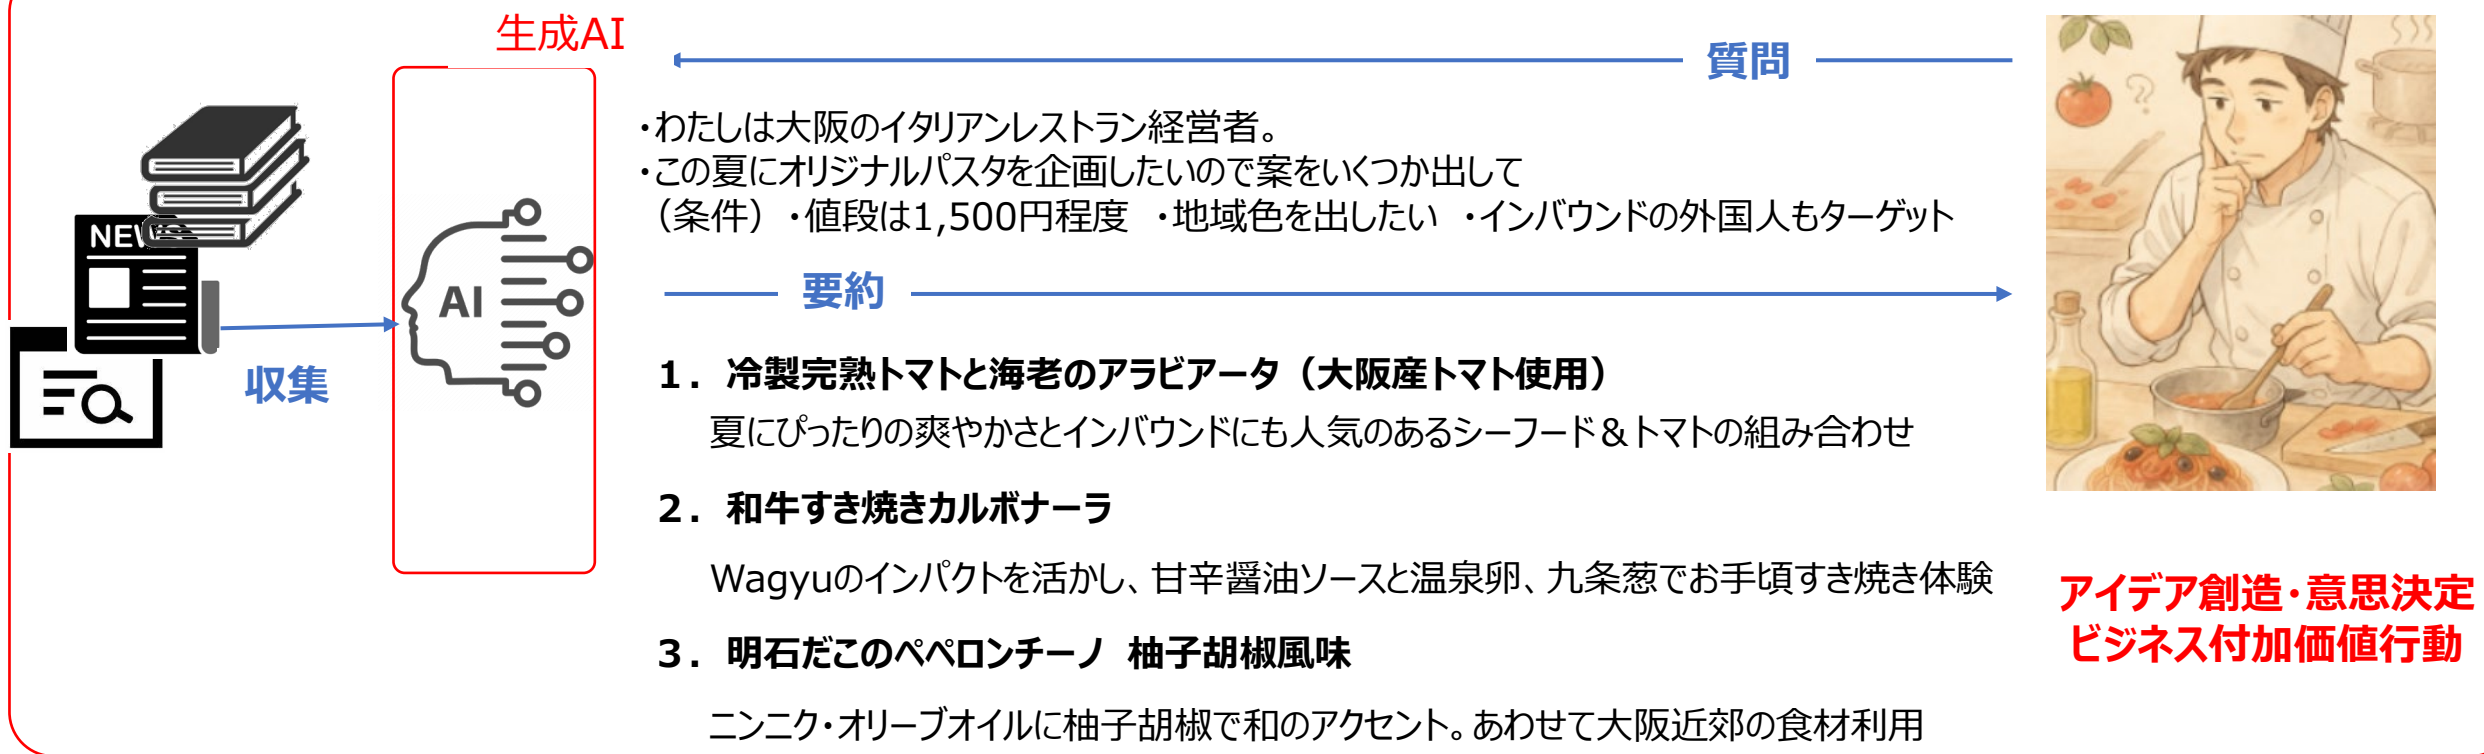 生成AI
質問
・わたしは大阪のイタリアンレストラン経営者。
・この夏にオリジナルパスタを企画したいので案をいくつか出して
（条件）・値段は1,500円程度 ・地域色を出したい ・インバウンドの外国人もターゲット
NEWS
AI
要約
収集
１．冷製完熟トマトと海老のアラビアータ（大阪産トマト使用）
夏にぴったりの爽やかさとインバウンドにも人気のあるシーフード＆トマトの組み合わせ
２．和牛すき焼きカルボナーラ
Wagyuのインパクトを活かし、甘辛醤油ソースと温泉卵、九条葱でお手頃すき焼き体験
３．明石だこのペペロンチーノ 柚子胡椒風味
ニンニク・オリーブオイルに柚子胡椒で和のアクセント。あわせて大阪近郊の食材利用
アイデア創造・意思決定
ビジネス付加価値行動